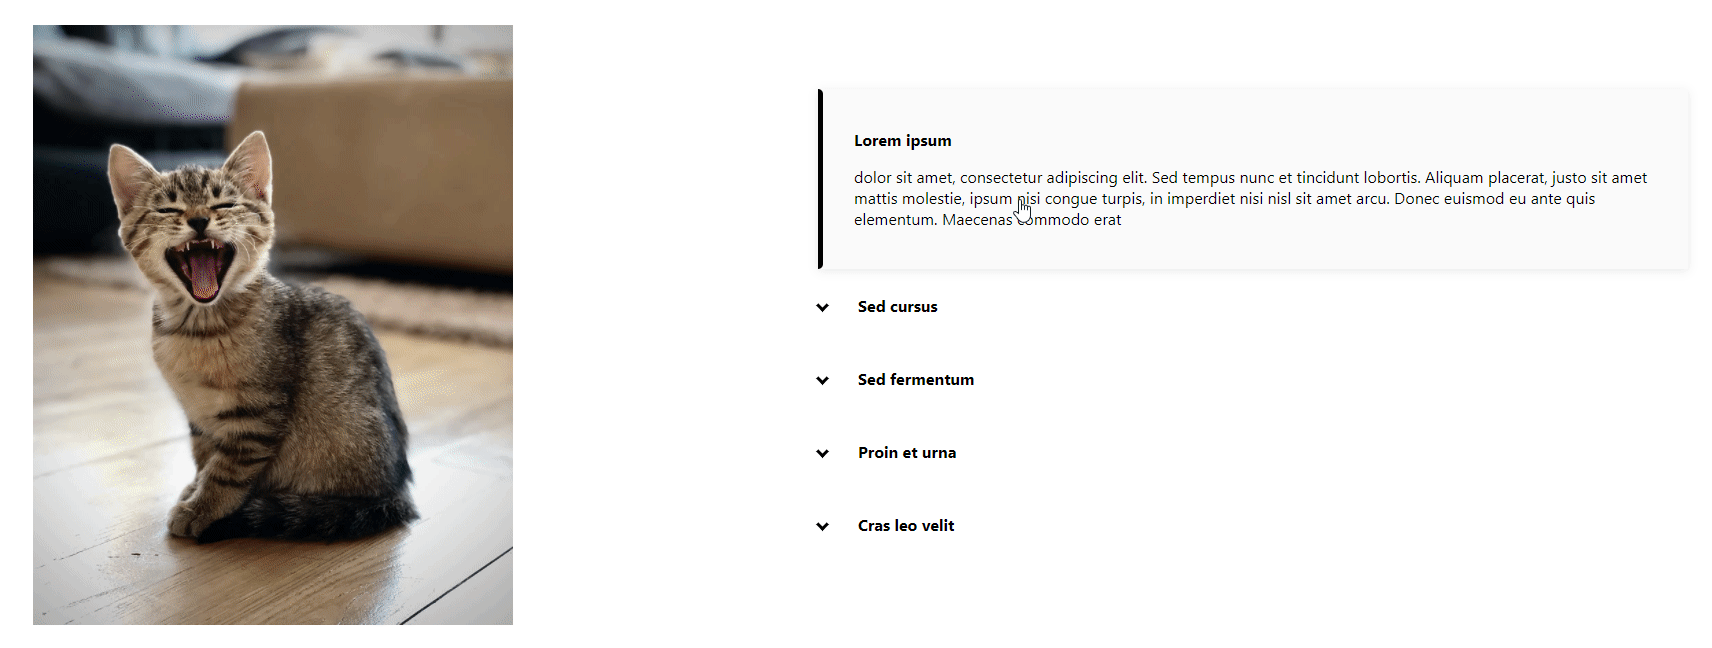 Lorem ipsum
dolor sit amet, consectetur adipiscing elit. Sed tempus nunc et tincidunt lobortis. Aliquam placerat, justo sit amet
mattis molestie, ipsum nisi congue turpis, in imperdiet nisi nisl sit amet arcu. Donec euismod eu ante quis
elementum. Maecenas commodo erat
Sed cursus
Sed fermentum
Proin et urna
Cras leo velit